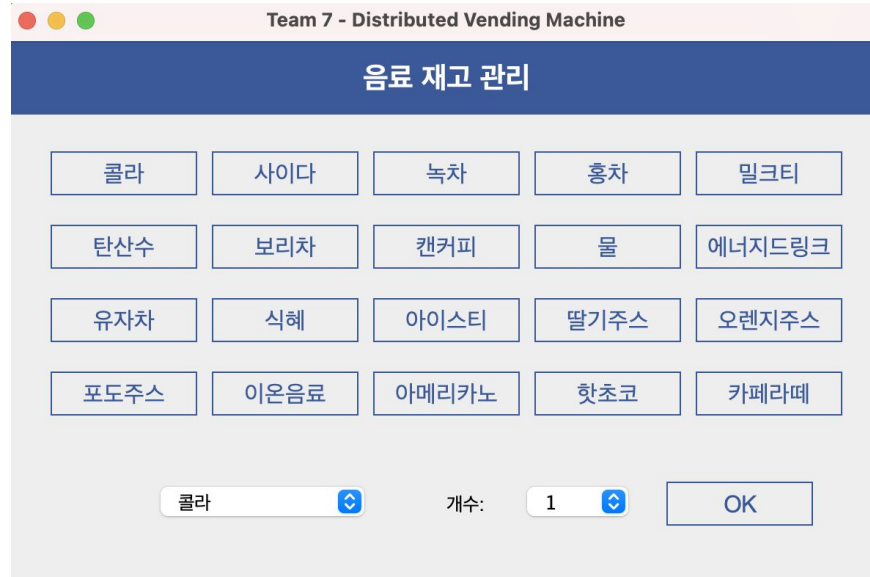 Team 7 - Distributed Vending Machine
음료 재고 관리
콜라 사이다 녹차 홍차 밀크티
탄산수 보리차 캔커피 물 에너지드링크
유자차 식혜 아이스티 딸기주스 오렌지주스
포도주스 이온음료 아메리카노 핫초코 카페라떼
콜라 개수: 1 OK